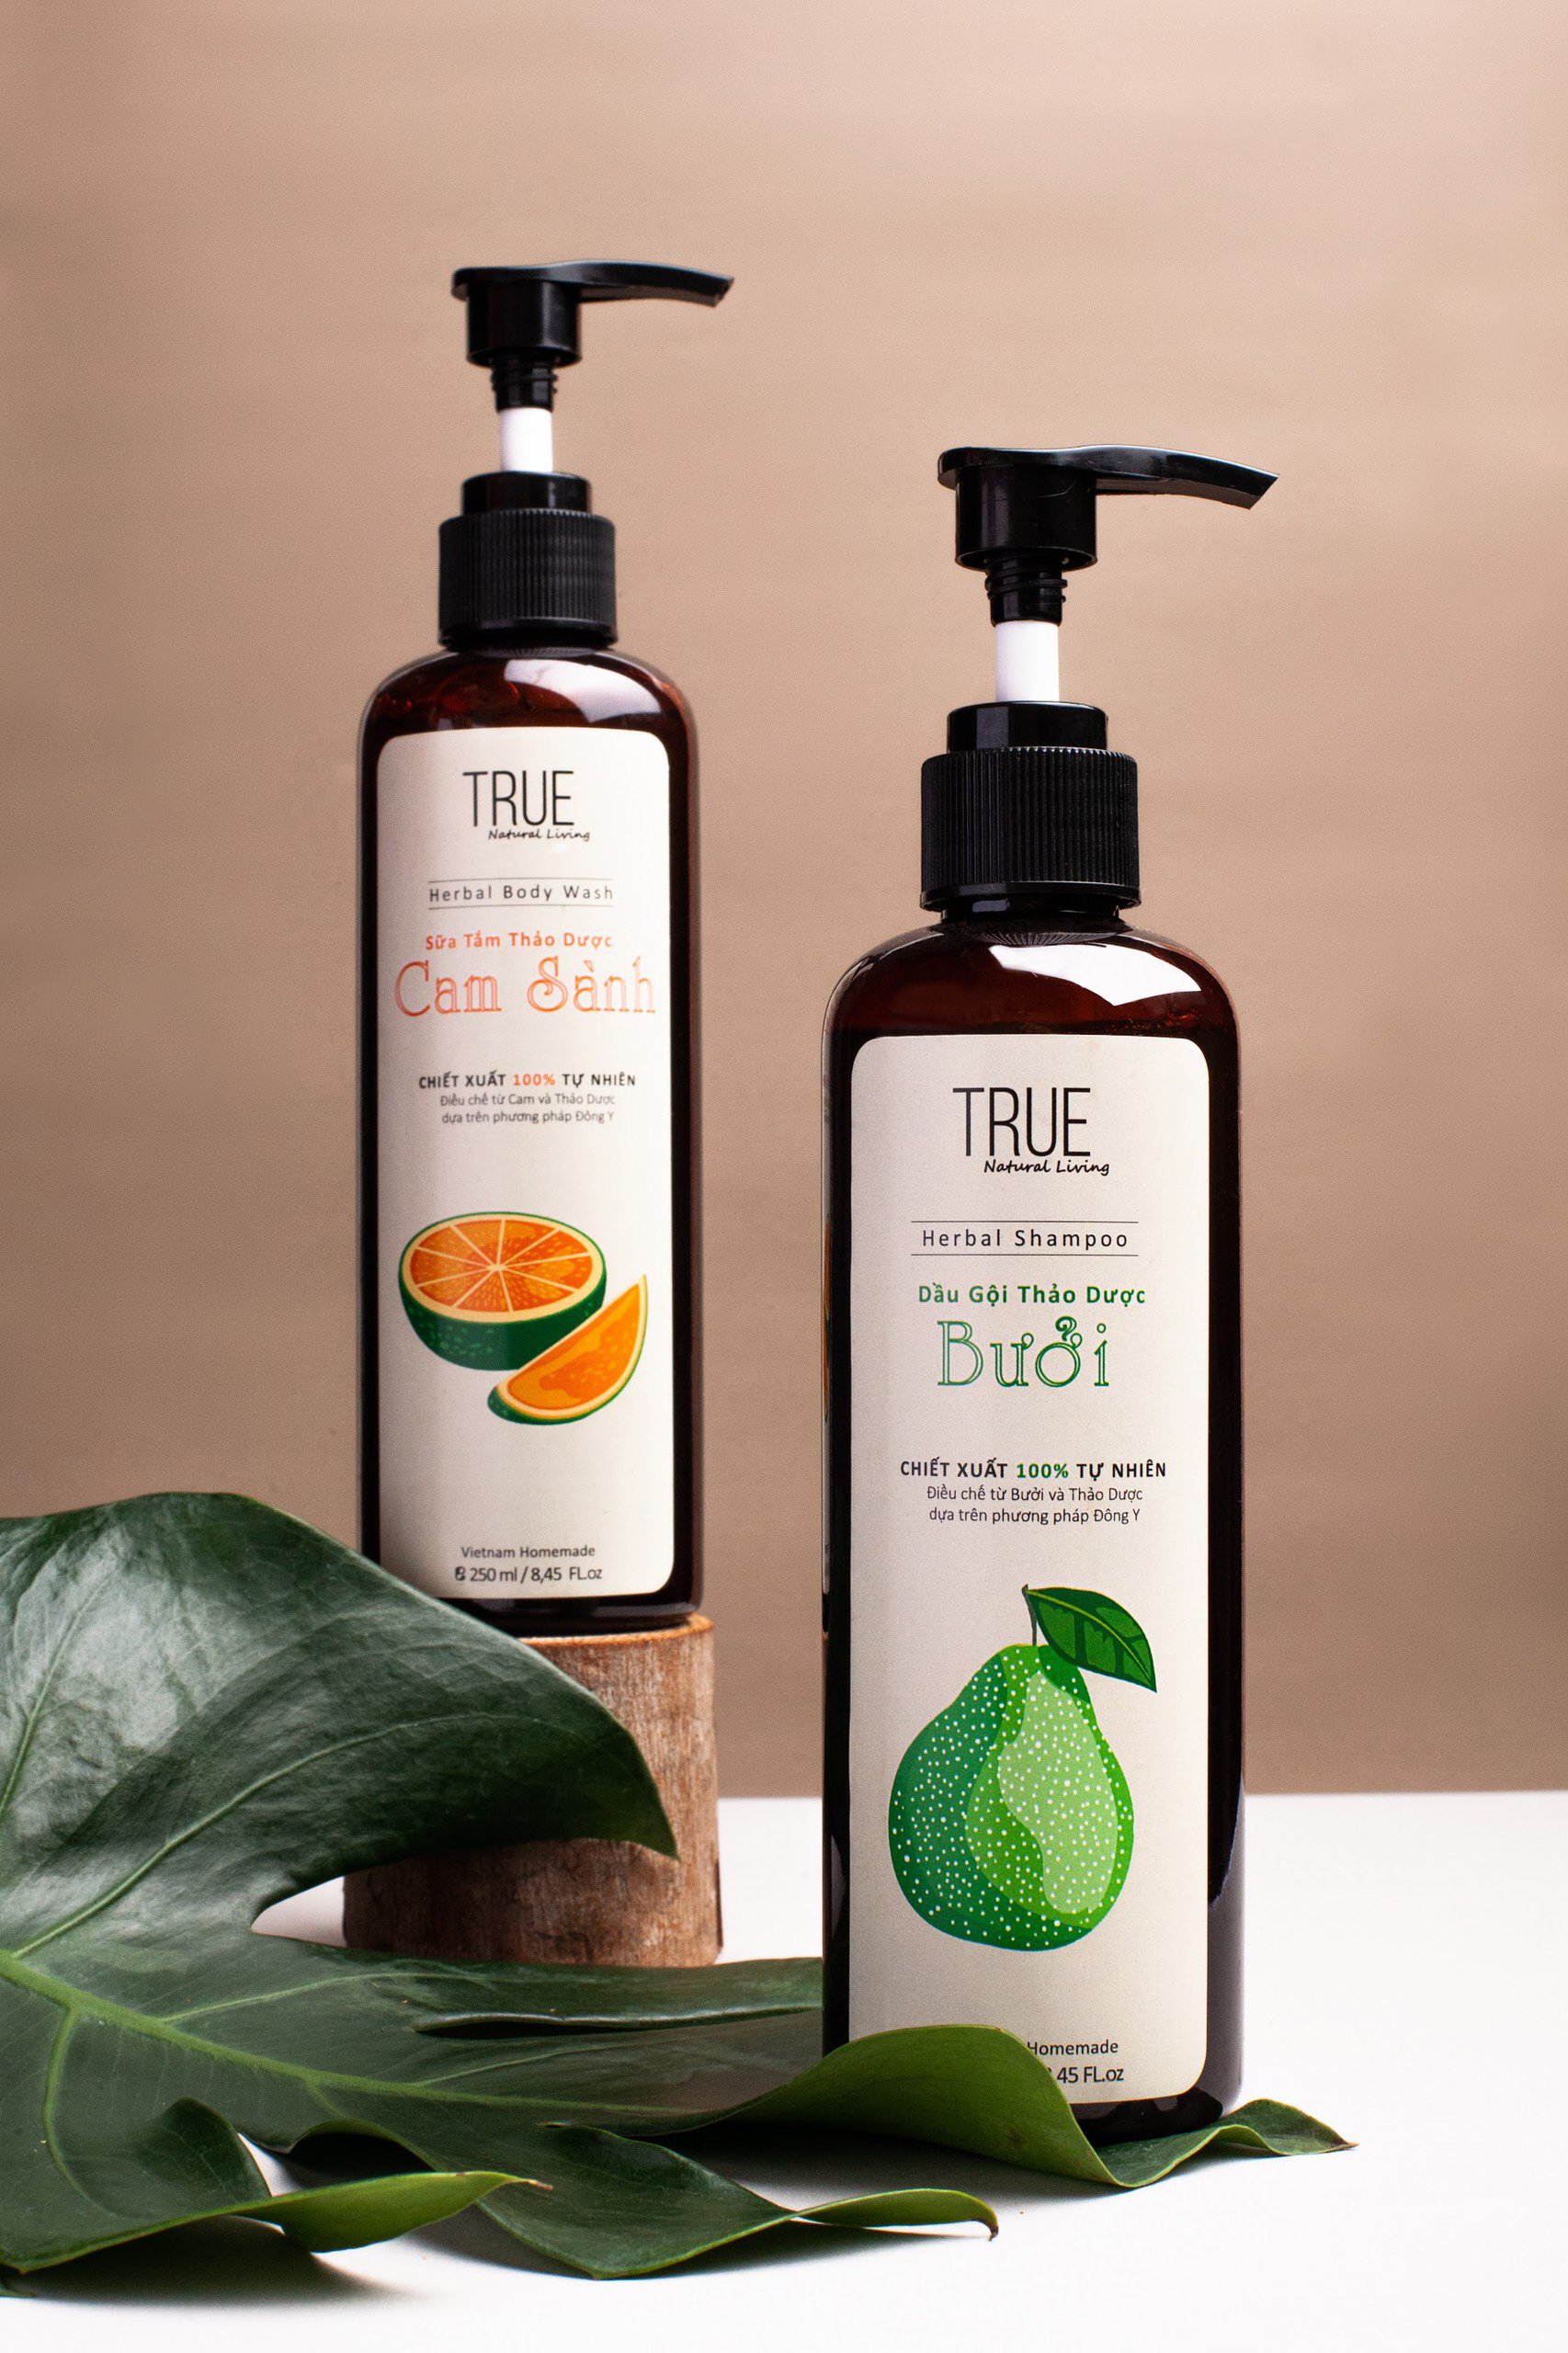 TRUE
Natural Living
Herbal Body Wash
Sữa Tắm Thảo Dược
Cam Sành
CHIẾT XUẤT 100% TỰ NHIÊN
Điều chế từ Cam và Thảo Dược
dựa trên phương pháp Đông Y
Vietnam Homemade
250 ml / 8,45 FL.oz
TRUE
Natural Living
Herbal Shampoo
Dầu Gội Thảo Dược
Bưởi
CHIẾT XUẤT 100% TỰ NHIÊN
Điều chế từ Bưởi và Thảo Dược
dựa trên phương pháp Đông Y
Homemade
45 FL.oz